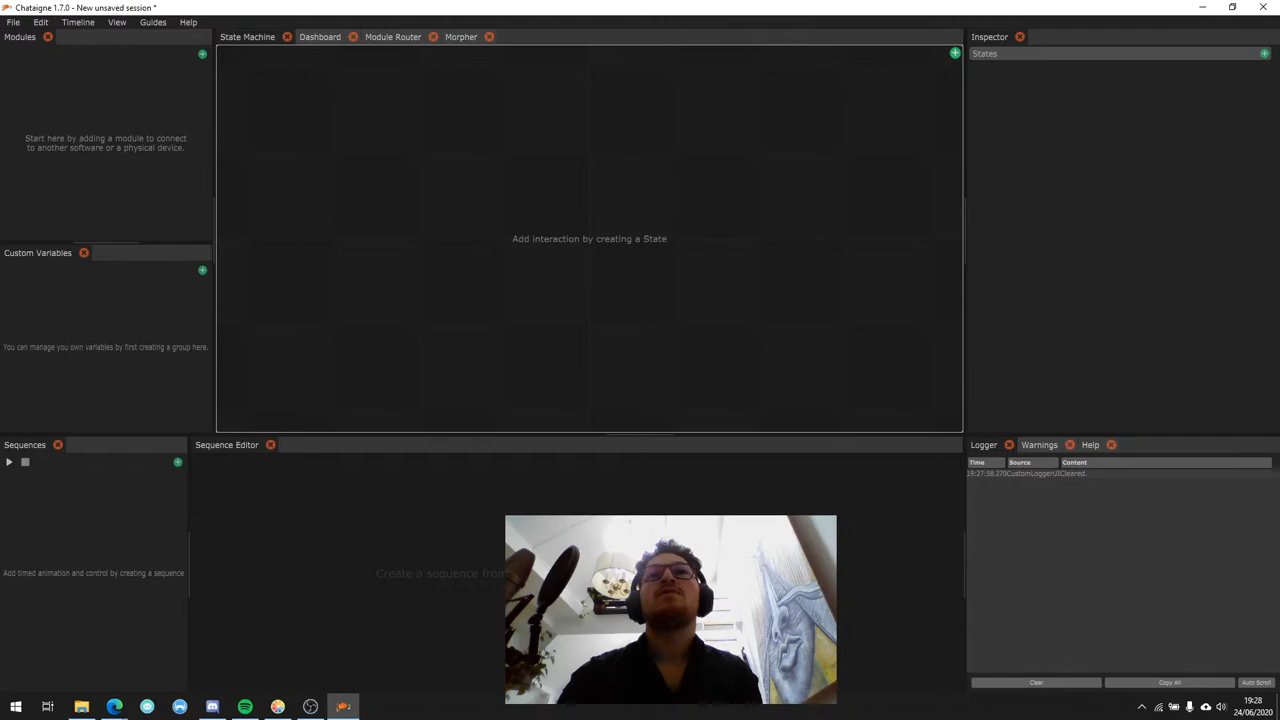 Chataigne 1.7.0 - New unsaved session *
File Edit Timeline View Guides Help
Modules
State Machine Dashboard Module Router Morpher
Inspector
States
Start here by adding a module to connect
to another software or a physical device.
Add interaction by creating a State
Custom Variables
You can manage you own variables by first creating a group here.
Sequences
Sequence Editor
Add timed animation and control by creating a sequence
Create a sequence from
Logger Warnings Help
Time Source Content
19:27:58.270CustomLoggerUICleared.
Clear Copy All Auto Scroll
19:28
24/06/2020